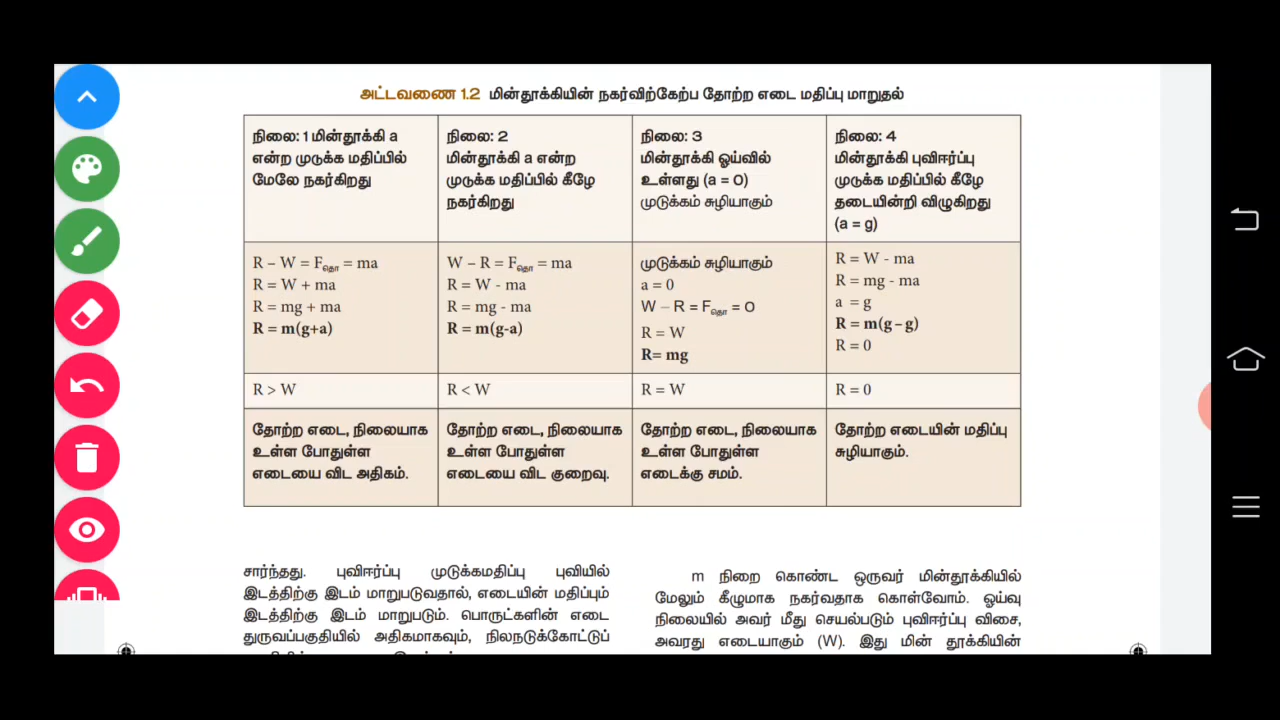 அட்டவணை 1.2 மின்தூக்கியின் நகர்விற்கேற்ப தோற்ற எடை மதிப்பு மாறுதல்
நிலை: 1 மின்தூக்கி a
என்ற முடுக்க மதிப்பில்
மேலே நகர்கிறது
நிலை: 2
மின்தூக்கி a என்ற
முடுக்க மதிப்பில் கீழே
நகர்கிறது
நிலை: 3
மின்தூக்கி ஓய்வில்
உள்ளது (a = 0)
முடுக்கம் சுழியாகும்
நிலை: 4
மின்தூக்கி புவிஈர்ப்பு
முடுக்க மதிப்பில் கீழே
தடையின்றி விழுகிறது
(a = g)
R – W = Fதொ = ma
R = W + ma
R = mg + ma
R = m(g+a)
W – R = Fதொ = ma
R = W - ma
R = mg - ma
R = m(g-a)
முடுக்கம் சுழியாகும்
a = 0
W – R = Fதொ = 0
R = W
R= mg
R = W - ma
R = mg - ma
a = g
R = m(g – g)
R = 0
R > W
R < W
R = W
R = 0
தோற்ற எடை, நிலையாக
உள்ள போதுள்ள
எடையை விட அதிகம்.
தோற்ற எடை, நிலையாக
உள்ள போதுள்ள
எடையை விட குறைவு.
தோற்ற எடை, நிலையாக
உள்ள போதுள்ள
எடைக்கு சமம்.
தோற்ற எடையின் மதிப்பு
சுழியாகும்.
சார்ந்தது. புவிஈர்ப்பு முடுக்கமதிப்பு புவியில்
இடத்திற்கு இடம் மாறுபடுவதால், எடையின் மதிப்பும்
இடத்திற்கு இடம் மாறுபடும். பொருட்களின் எடை
துருவப்பகுதியில் அதிகமாகவும், நிலநடுக்கோட்டுப்
m நிறை கொண்ட ஒருவர் மின்தூக்கியில்
மேலும் கீழுமாக நகர்வதாக கொள்வோம். ஓய்வு
நிலையில் அவர் மீது செயல்படும் புவிஈர்ப்பு விசை,
அவரது எடையாகும் (W). இது மின் தூக்கியின்